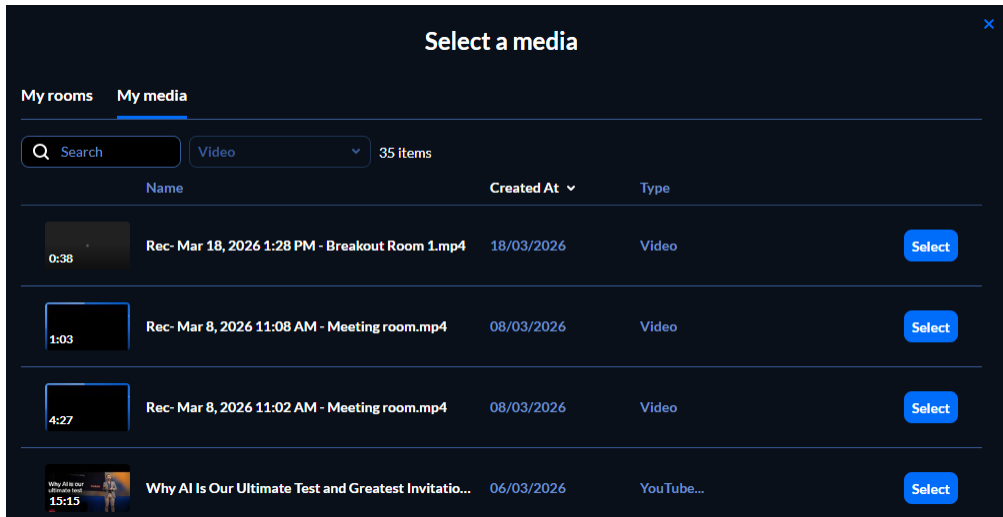 Select a media
My rooms
My media
Search
Video
35 items
Name
Created At
Type
0:38
Rec- Mar 18, 2026 1:28 PM - Breakout Room 1.mp4
18/03/2026
Video
Select
1:03
Rec- Mar 8, 2026 11:08 AM - Meeting room.mp4
08/03/2026
Video
Select
4:27
Rec- Mar 8, 2026 11:02 AM - Meeting room.mp4
08/03/2026
Video
Select
Why AI is our
ultimate test
15:15
Why AI Is Our Ultimate Test and Greatest Invitatio...
06/03/2026
YouTube...
Select